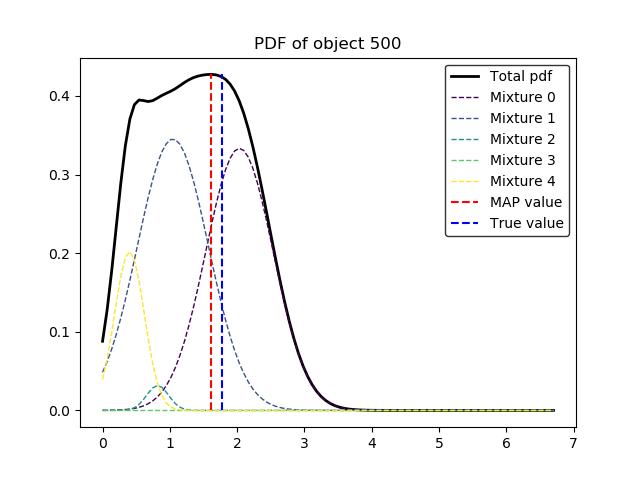 PDF of object 500
Total pdf
Mixture 0
Mixture 1
Mixture 2
Mixture 3
Mixture 4
MAP value
True value
0.4
0.3
0.2
0.1
0.0
0 1 2 3 4 5 6 7